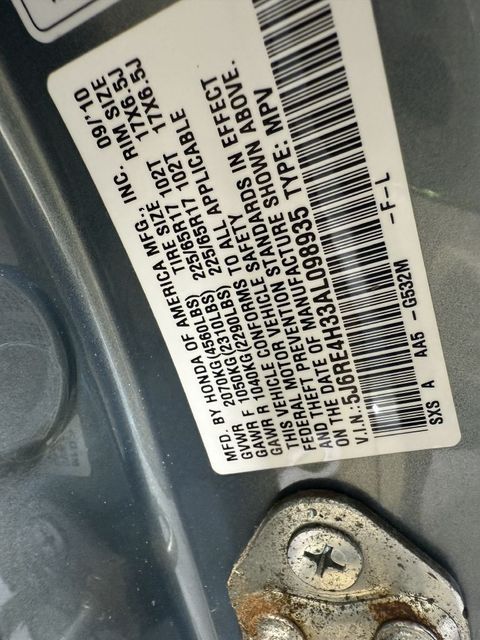 MFD. BY HONDA OF AMERICA MFG., INC. 09/10
GVWR 2070KG(4560LBS) TIRE SIZE RIM SIZE
GAWR F 1050KG(2310LBS) 225/65R17 102T 17X6.5J
GAWR R 1040KG(2290LBS) 225/65R17 102T 17X6.5J
THIS VEHICLE CONFORMS TO ALL APPLICABLE
FEDERAL MOTOR VEHICLE SAFETY
AND THEFT PREVENTION STANDARDS IN EFFECT
ON THE DATE OF MANUFACTURE SHOWN ABOVE.
V.I.N.:5J6RE4H33AL098935 TYPE: MPV
SXS A AA5 - G532M - F - L